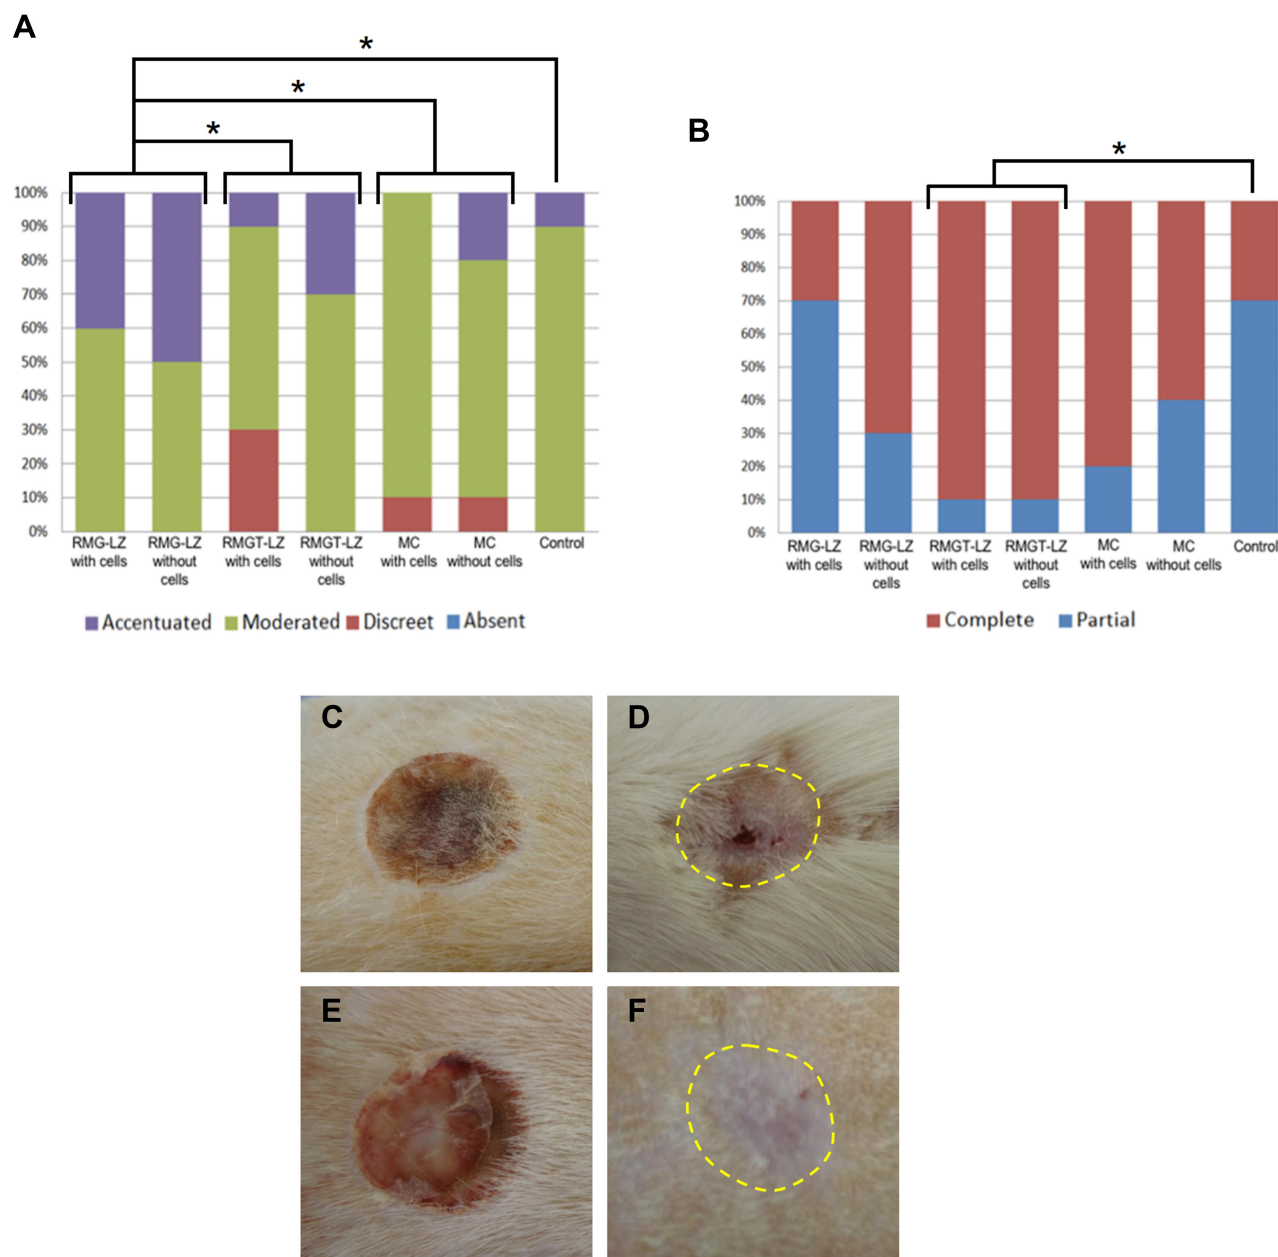 A
*
*
*
100%
90%
80%
70%
60%
50%
40%
30%
20%
10%
0%
RMG-LZ
with cells
RMG-LZ
without
cells
RMGT-LZ
with cells
RMGT-LZ
without
cells
MC
with cells
MC
without cells
Control
Accentuated Moderated Discreet Absent
B
*
100%
90%
80%
70%
60%
50%
40%
30%
20%
10%
0%
RMG-LZ
with cells
RMG-LZ
without
cells
RMGT-LZ
with cells
RMGT-LZ
without
cells
MC
with cells
MC
without cells
Control
Complete Partial
C
D
E
F